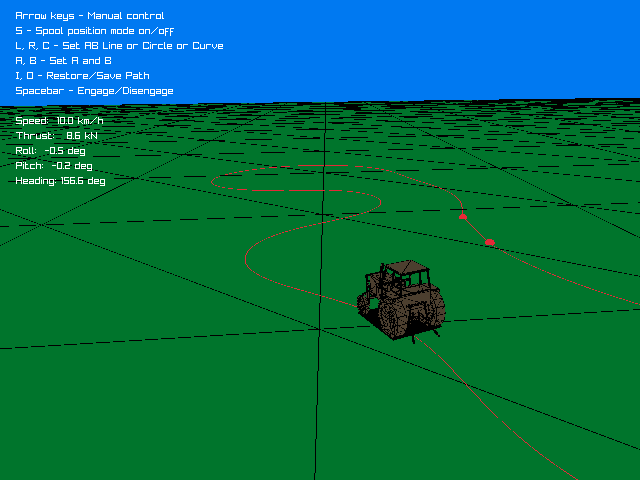 Arrow keys - Manual control
S - Spool position mode on/off
L, R, C - Set AB Line or Circle or Curve
A, B - Set A and B
I, O - Restore/Save Path
Spacebar - Engage/Disengage
Speed: 10.0 km/h
Thrust: 8.6 kN
Roll: -0.5 deg
Pitch: -0.2 deg
Heading: 156.6 deg